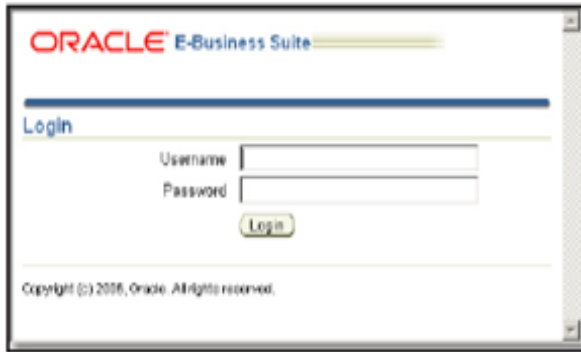 ORACLE E-Business Suite
Login
Username
Password
Login
Copyright (c) 2006, Oracle. All rights reserved.